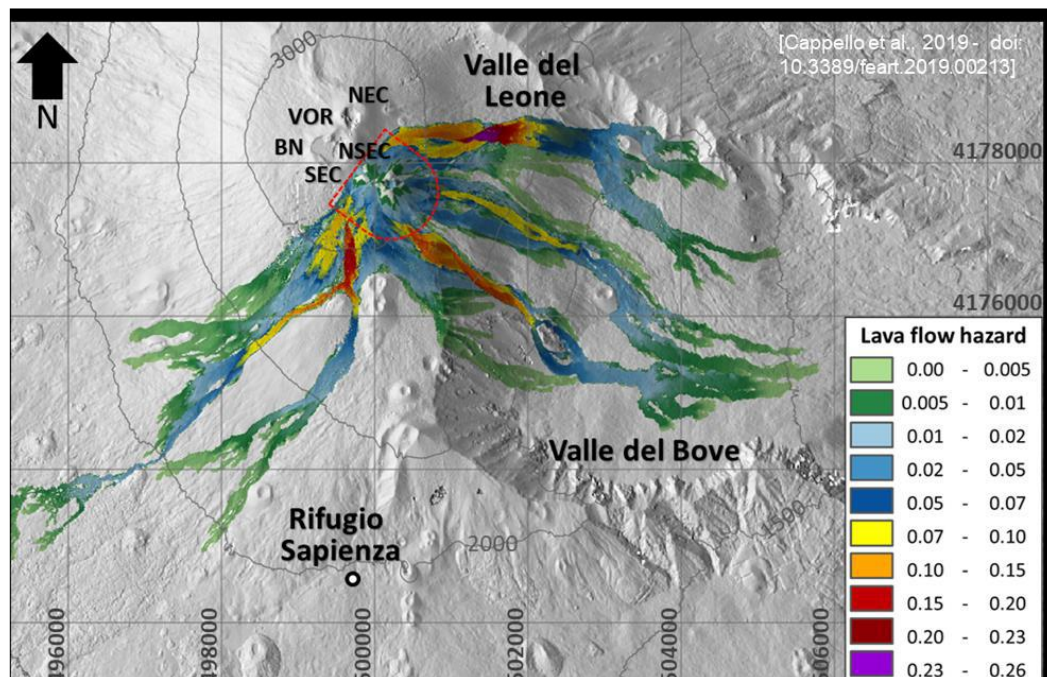 [Cappello et al., 2019 - doi:
10.3389/feart.2019.00213]
3000
Valle del
Leone
N
NEC
VOR
BN
NSEC
SEC
4178000
4176000
Lava flow hazard
0.00 - 0.005
0.005 - 0.01
0.01 - 0.02
0.02 - 0.05
0.05 - 0.07
0.07 - 0.10
0.10 - 0.15
0.15 - 0.20
0.20 - 0.23
0.23 - 0.26
Valle del Bove
Rifugio
Sapienza
2000
496000
498000
500000
502000
504000
506000